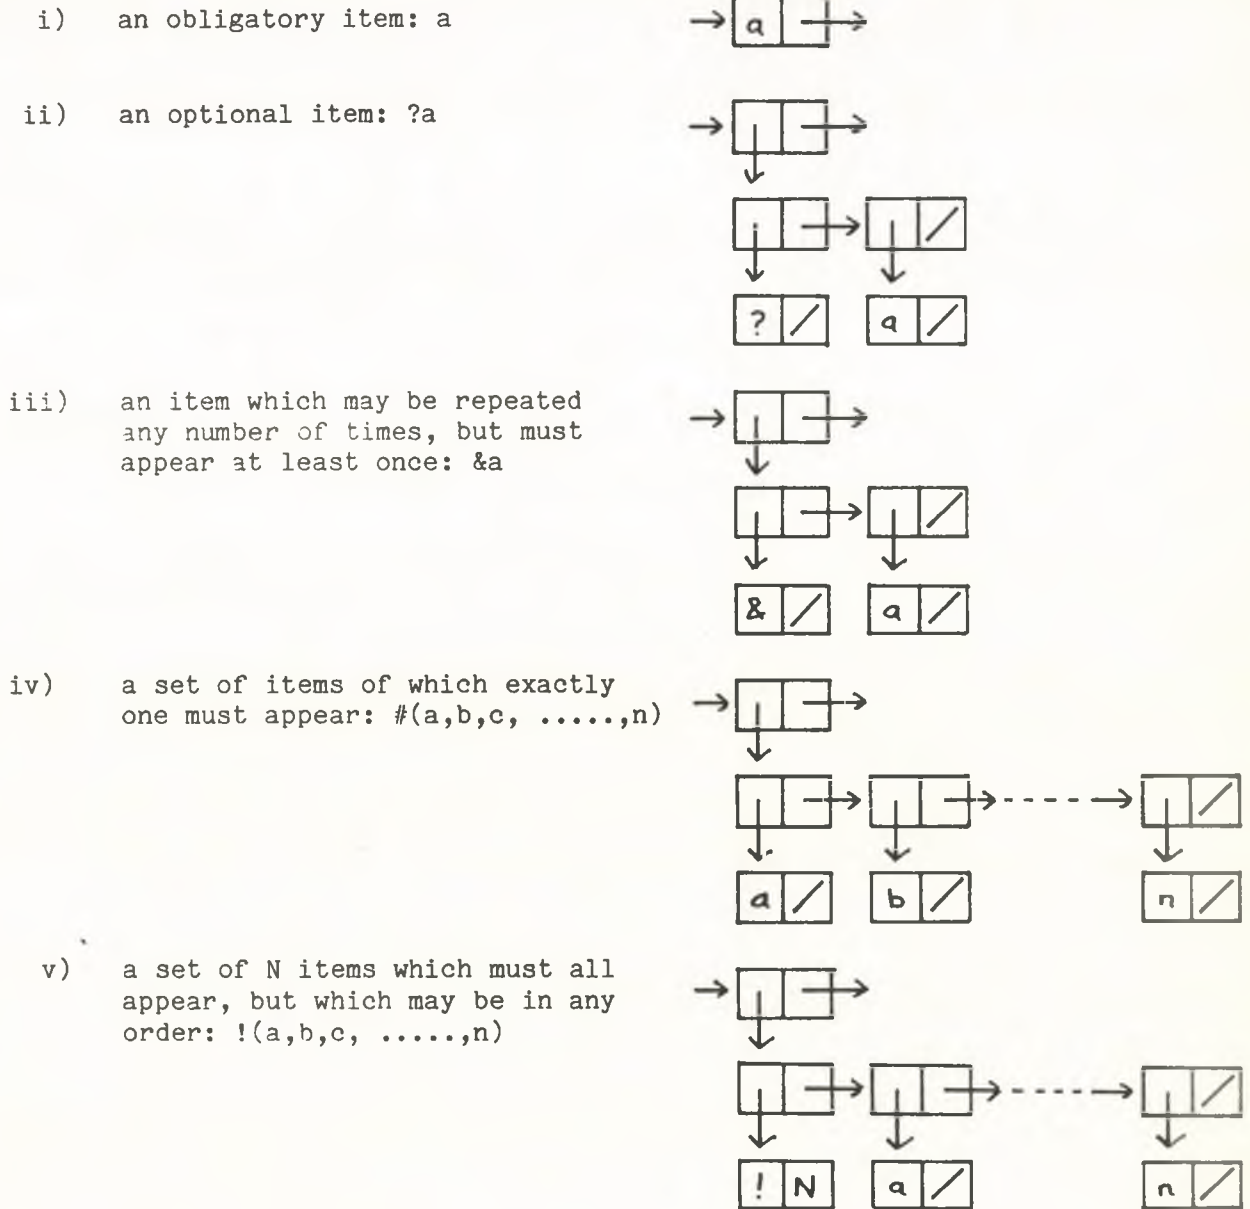 i) an obligatory item: a
a
ii) an optional item: ?a
? a
iii) an item which may be repeated
any number of times, but must
appear at least once: &a
& a
iv) a set of items of which exactly
one must appear: #(a,b,c, .....,n)
a b n
v) a set of N items which must all
appear, but which may be in any
order: !(a,b,c, .....,n)
! N a n